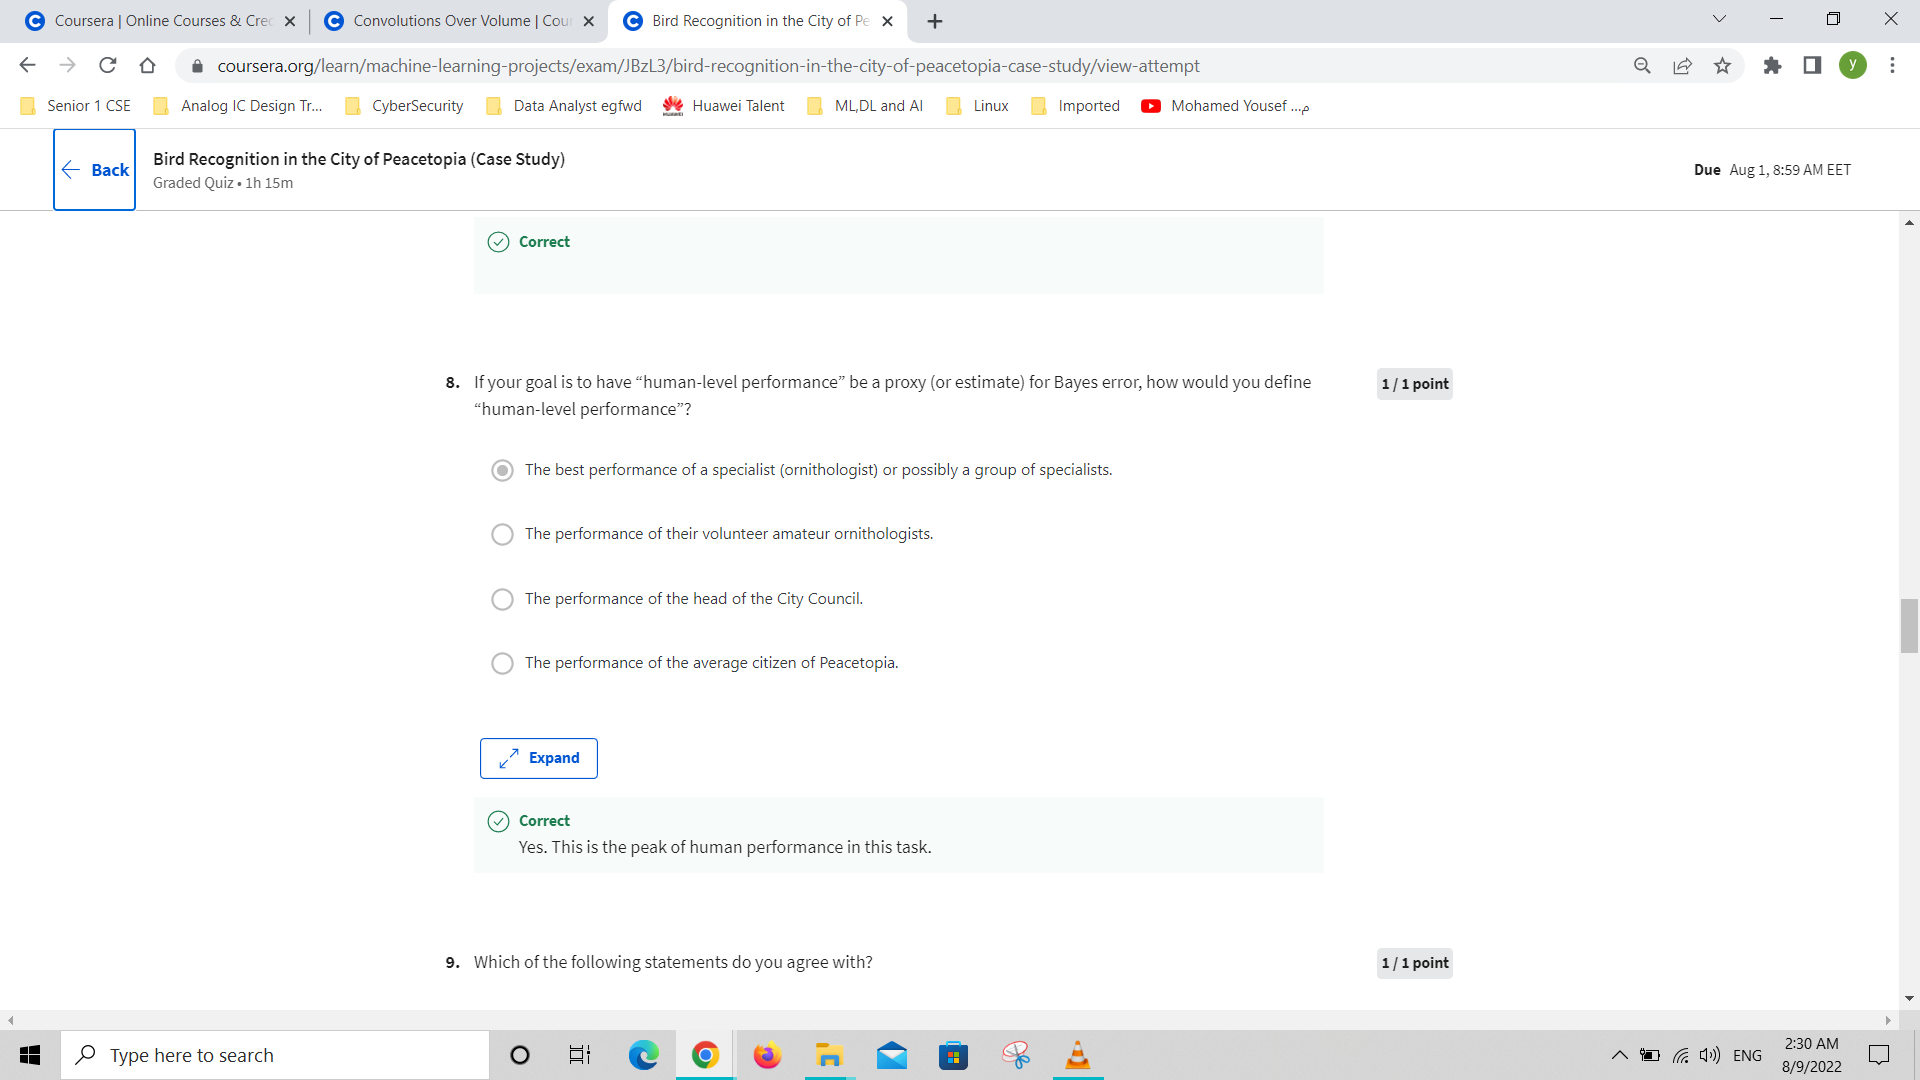 Coursera | Online Courses & Cred
Convolutions Over Volume | Cour
Bird Recognition in the City of Pe
coursera.org/learn/machine-learning-projects/exam/JBzL3/bird-recognition-in-the-city-of-peacetopia-case-study/view-attempt
y
Senior 1 CSE
Analog IC Design Tr...
CyberSecurity
Data Analyst egfwd
Huawei Talent
ML,DL and AI
Linux
Imported
Mohamed Yousef ...م
Back
Bird Recognition in the City of Peacetopia (Case Study)
Graded Quiz • 1h 15m
Due Aug 1, 8:59 AM EET
Correct
8. If your goal is to have “human-level performance” be a proxy (or estimate) for Bayes error, how would you define
“human-level performance”?
1 / 1 point
The best performance of a specialist (ornithologist) or possibly a group of specialists.
The performance of their volunteer amateur ornithologists.
The performance of the head of the City Council.
The performance of the average citizen of Peacetopia.
Expand
Correct
Yes. This is the peak of human performance in this task.
9. Which of the following statements do you agree with?
1 / 1 point
Type here to search
ENG
2:30 AM
8/9/2022